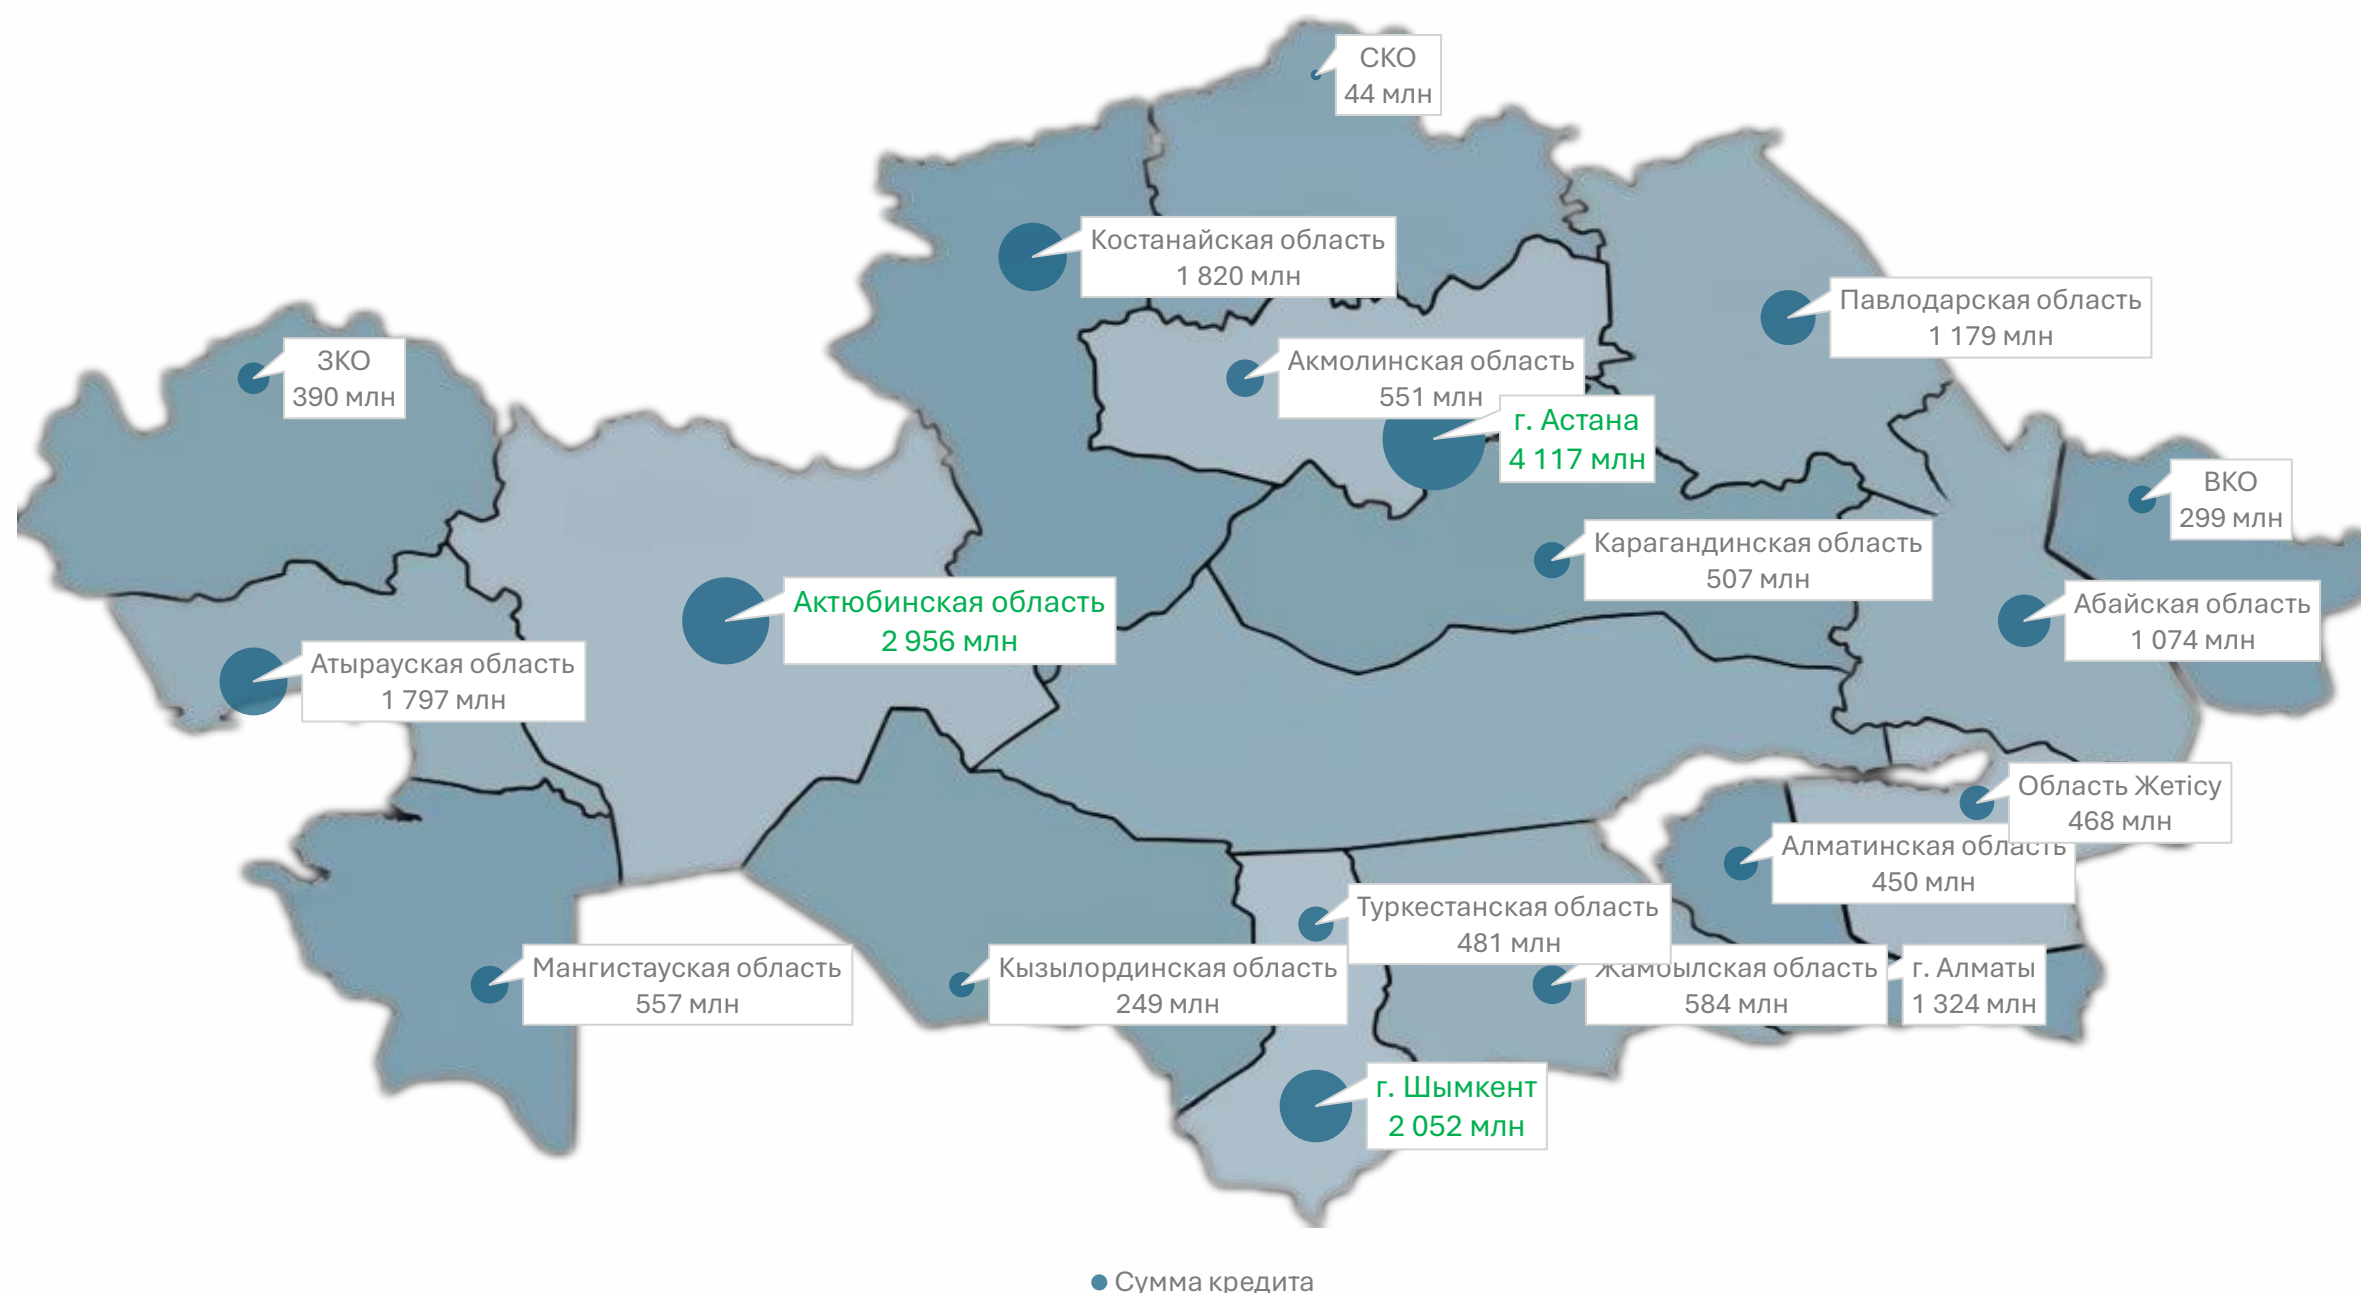 СКО
44 млн
Костанайская область
1 820 млн
Павлодарская область
1 179 млн
ЗКО
390 млн
Акмолинская область
551 млн
г. Астана
4 117 млн
ВКО
299 млн
Карагандинская область
507 млн
Актюбинская область
2 956 млн
Абайская область
1 074 млн
Атырауская область
1 797 млн
Область Жетісу
468 млн
Алматинская область
450 млн
Туркестанская область
481 млн
Мангистауская область
557 млн
Кызылординская область
249 млн
Жамбылская область
584 млн
г. Алматы
1 324 млн
г. Шымкент
2 052 млн
Сумма кредита